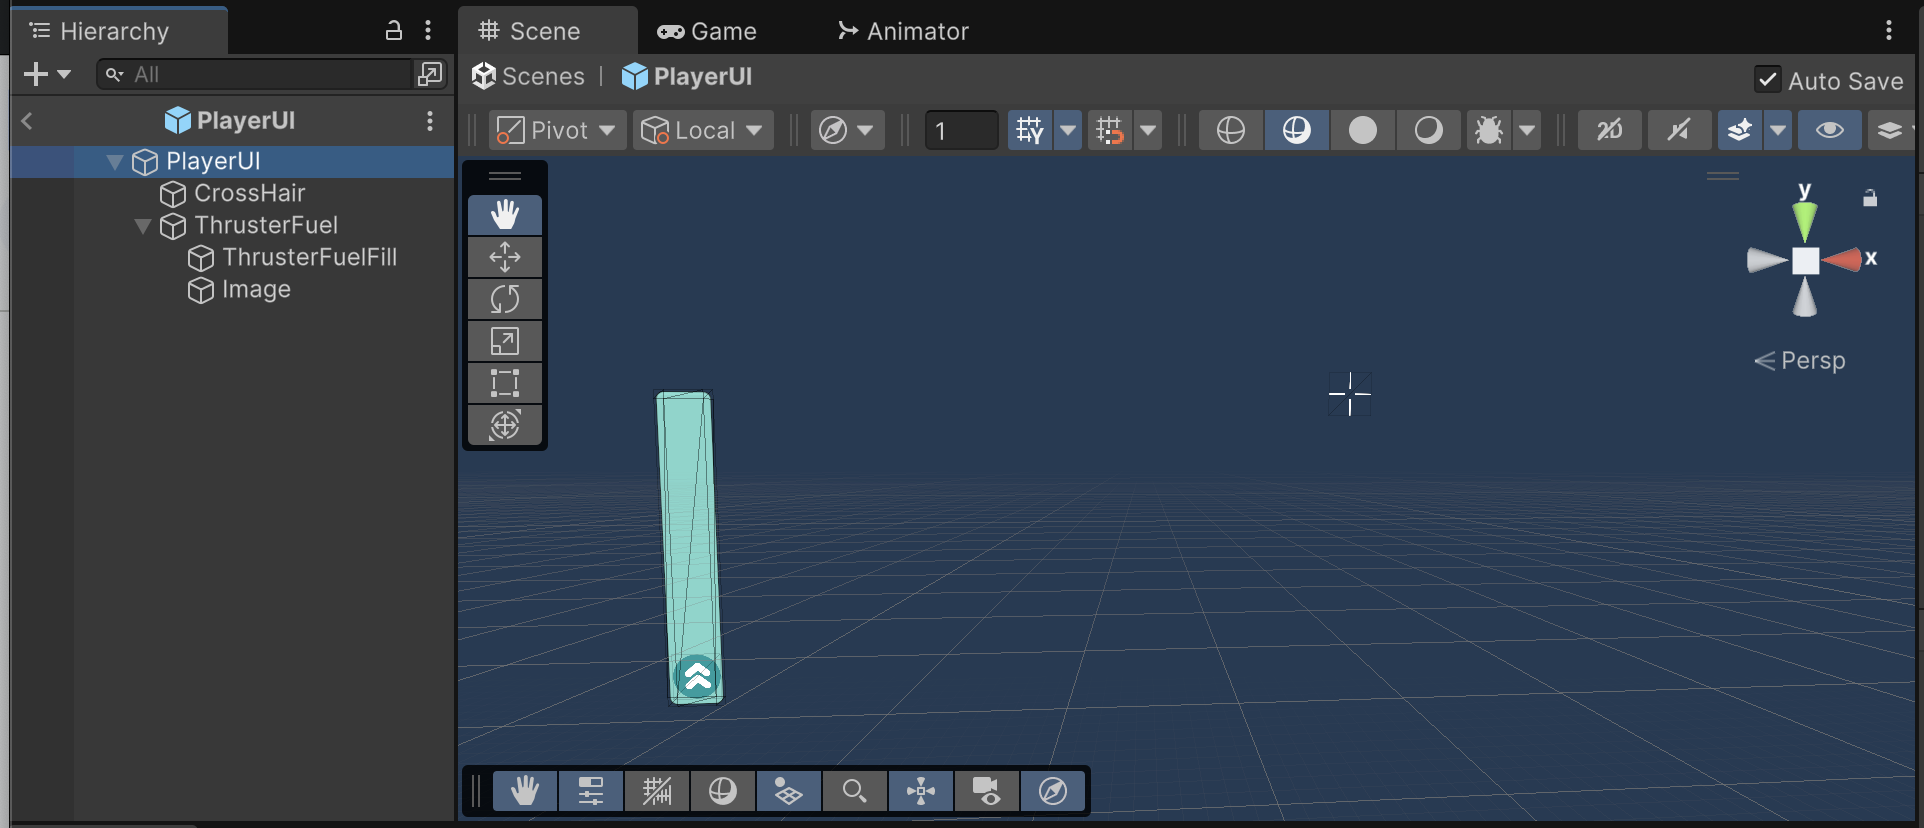 Hierarchy
All
PlayerUI
PlayerUI
CrossHair
ThrusterFuel
ThrusterFuelFill
Image
Scene
Game
Animator
Scenes | PlayerUI
Auto Save
Pivot
Local
1
Y
2D
y
x
Persp